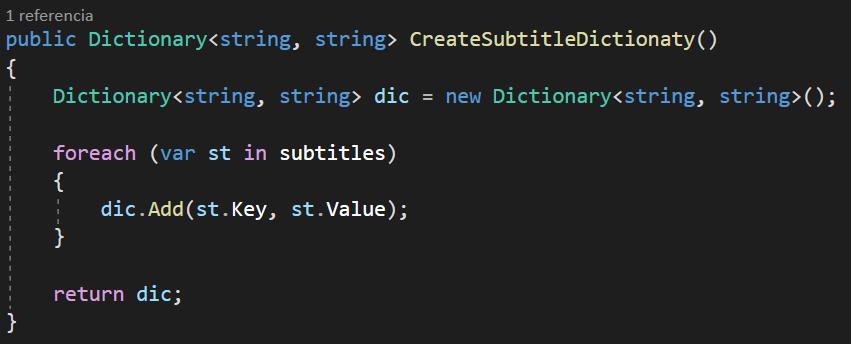 1 referencia
public Dictionary<string, string> CreateSubtitleDictionaty()
{
Dictionary<string, string> dic = new Dictionary<string, string>();
foreach (var st in subtitles)
{
dic.Add(st.Key, st.Value);
}
return dic;
}